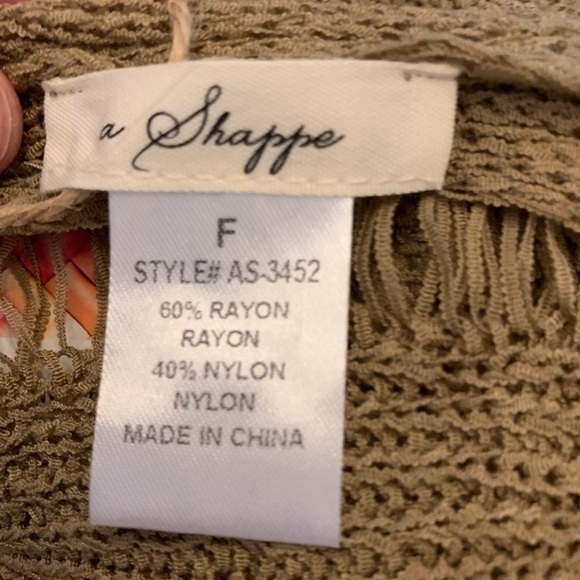 a Shappe
F
STYLE# AS-3452
60% RAYON
RAYON
40% NYLON
NYLON
MADE IN CHINA